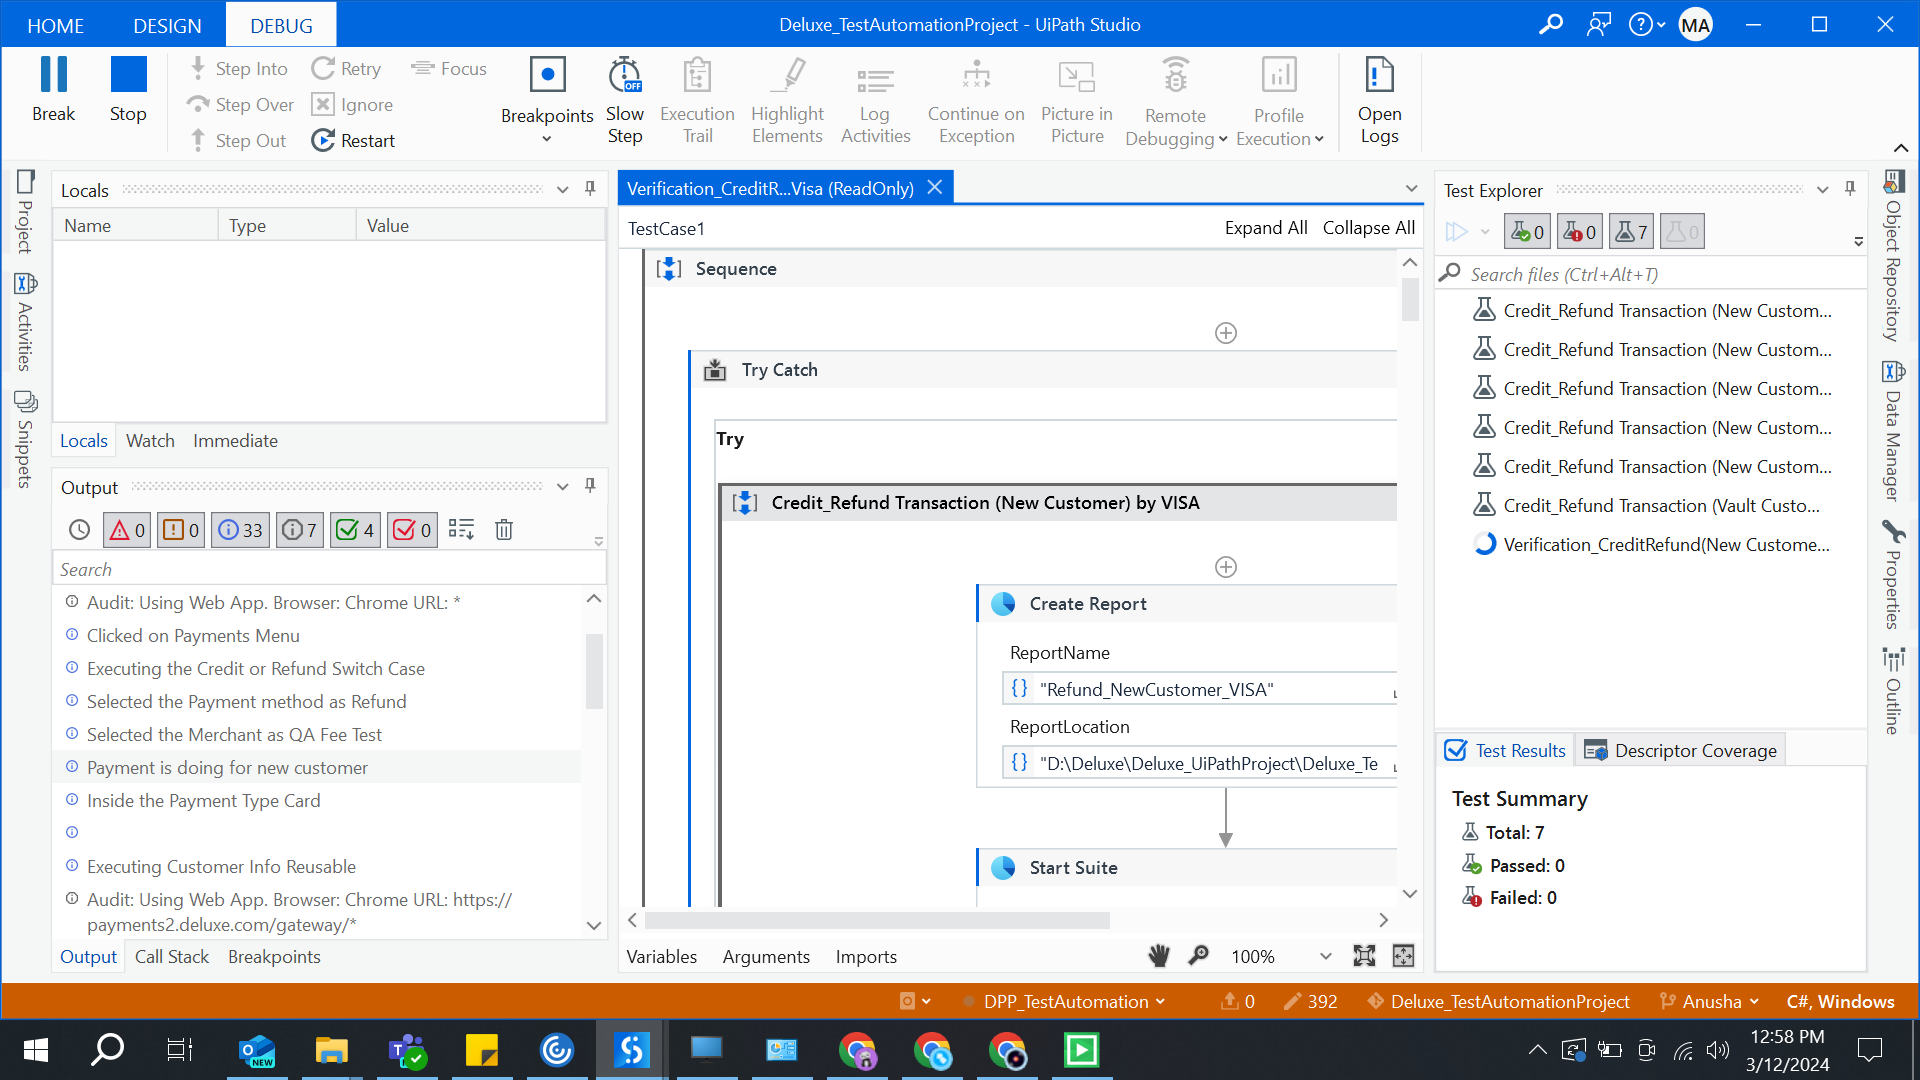 HOME DESIGN DEBUG
Deluxe_TestAutomationProject - UiPath Studio
MA
Break
Stop
Step Into
Step Over
Step Out
Retry
Ignore
Restart
Focus
Breakpoints
OFF
Slow
Step
Execution
Trail
Highlight
Elements
Log
Activities
Continue on
Exception
Picture in
Picture
Remote
Debugging
Profile
Execution
Open
Logs
Project
Activities
Snippets
Locals
Name Type Value
Locals Watch Immediate
Output
0 0 33 7 4 0
Search
Audit: Using Web App. Browser: Chrome URL: *
Clicked on Payments Menu
Executing the Credit or Refund Switch Case
Selected the Payment method as Refund
Selected the Merchant as QA Fee Test
Payment is doing for new customer
Inside the Payment Type Card
Executing Customer Info Reusable
Audit: Using Web App. Browser: Chrome URL: https://
payments2.deluxe.com/gateway/*
Output Call Stack Breakpoints
Verification_CreditR...Visa (ReadOnly)
TestCase1
Expand All Collapse All
Sequence
Try Catch
Try
Credit_Refund Transaction (New Customer) by VISA
Create Report
ReportName
"Refund_NewCustomer_VISA"
ReportLocation
"D:\Deluxe\Deluxe_UiPathProject\Deluxe_Te
Start Suite
Variables Arguments Imports
100%
Test Explorer
0 0 7 0
Search files (Ctrl+Alt+T)
Credit_Refund Transaction (New Custom...
Credit_Refund Transaction (New Custom...
Credit_Refund Transaction (New Custom...
Credit_Refund Transaction (New Custom...
Credit_Refund Transaction (New Custom...
Credit_Refund Transaction (Vault Custo...
Verification_CreditRefund(New Custome...
Test Results Descriptor Coverage
Test Summary
Total: 7
Passed: 0
Failed: 0
Object Repository
Data Manager
Properties
Outline
DPP_TestAutomation
0
392
Deluxe_TestAutomationProject
Anusha
C#, Windows
NEW
12:58 PM
3/12/2024